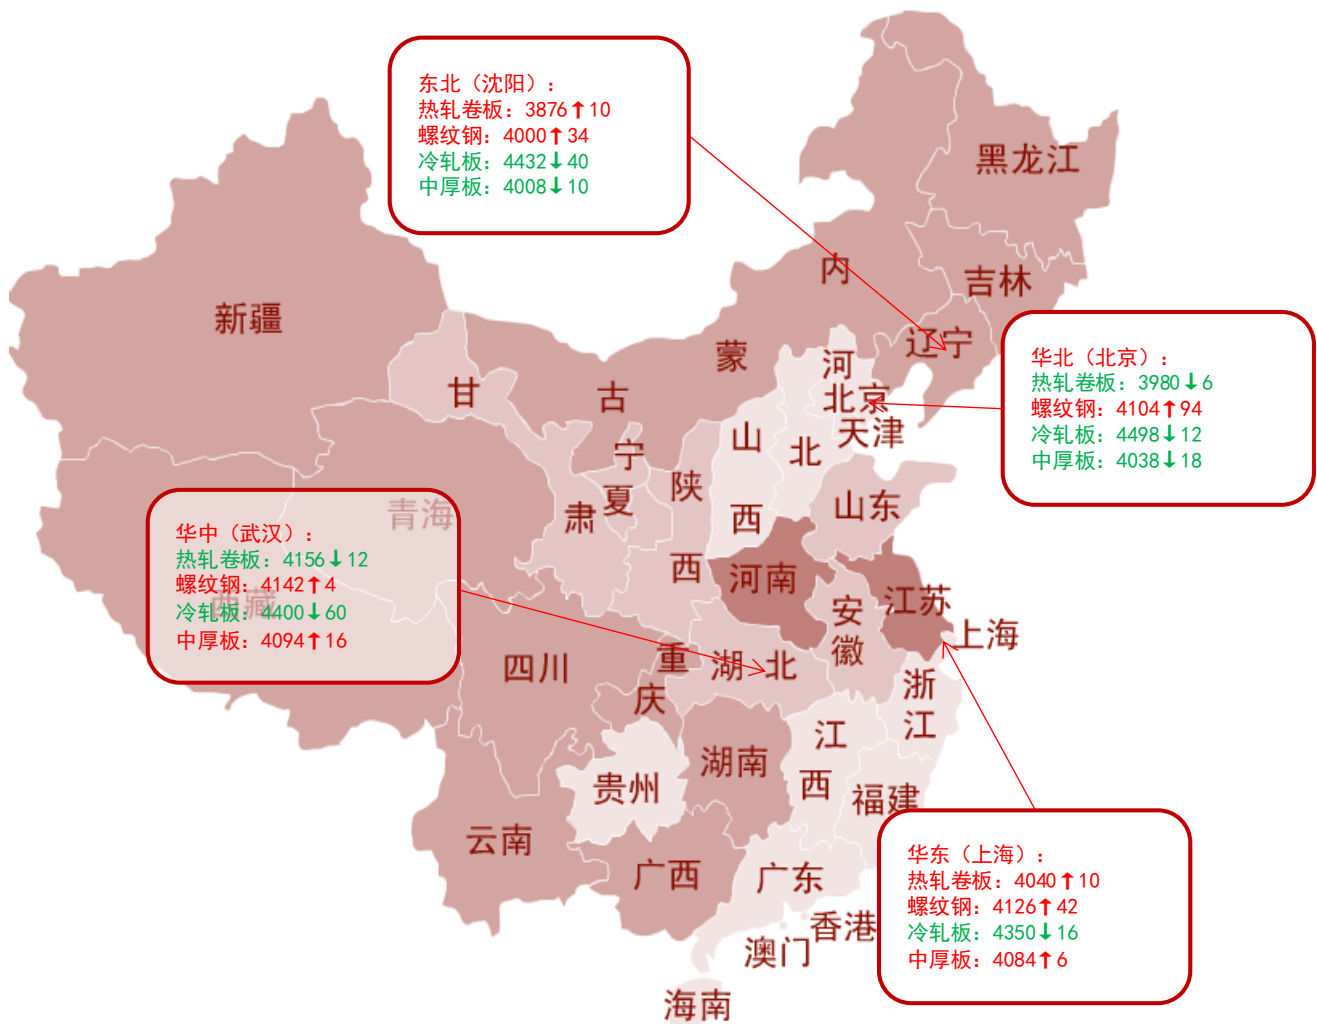 东北（沈阳）：
热轧卷板：3876↑10
螺纹钢：4000↑34
冷轧板：4432↓40
中厚板：4008↓10
黑龙江
内
吉林
新疆
辽宁
蒙
华北（北京）：
热轧卷板：3980↓6
螺纹钢：4104↑94
冷轧板：4498↓12
中厚板：4038↓18
河
甘
古
北京
天津
山
北
宁
陕
夏
山东
青海
肃
西
华中（武汉）：
热轧卷板：4156↓12
螺纹钢：4142↑4
冷轧板：4400↓60
中厚板：4094↑16
西藏
西
河南
安
江苏
徽
上海
四川
重
湖
北
浙
庆
江
江
湖南
贵州
西
福建
云南
广西
广东
华东（上海）：
热轧卷板：4040↑10
螺纹钢：4126↑42
冷轧板：4350↓16
中厚板：4084↑6
香港
澳门
海南